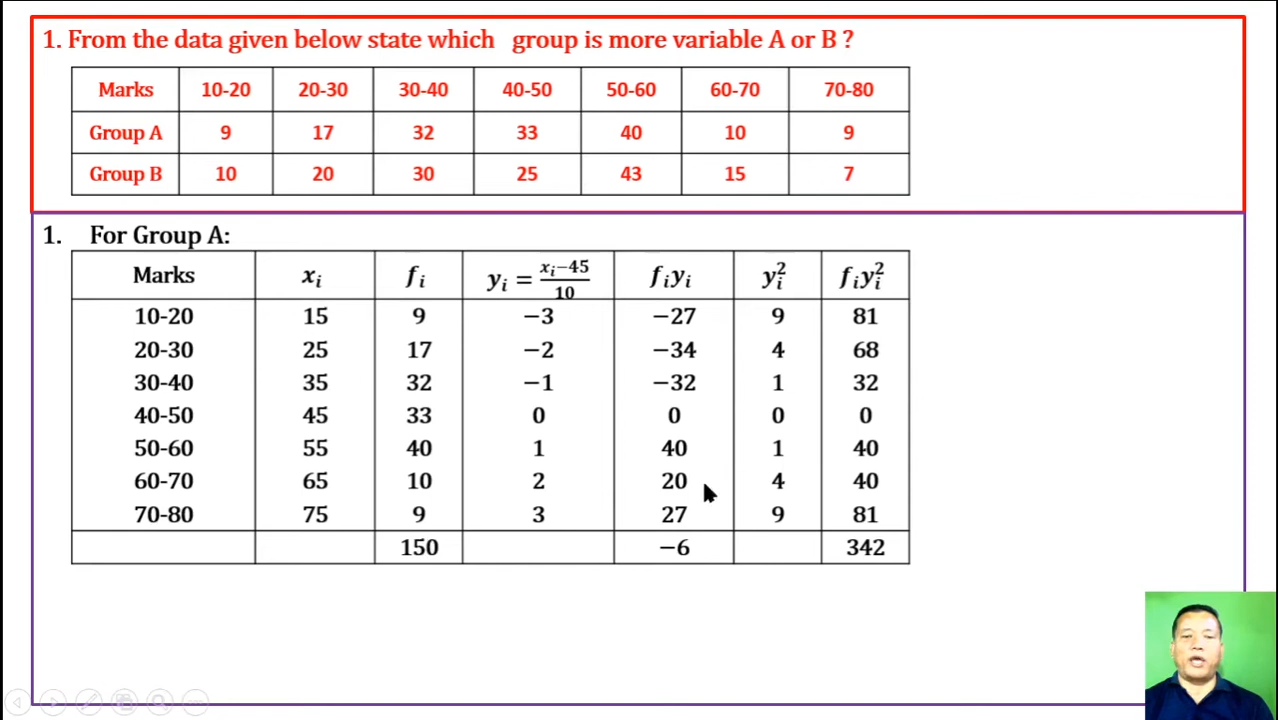 1. From the data given below state which group is more variable A or B ?
Marks 10-20 20-30 30-40 40-50 50-60 60-70 70-80
Group A 9 17 32 33 40 10 9
Group B 10 20 30 25 43 15 7
1. For Group A:
Marks xᵢ fᵢ yᵢ = (xᵢ−45)/10 fᵢyᵢ yᵢ² fᵢyᵢ²
10-20 15 9 −3 −27 9 81
20-30 25 17 −2 −34 4 68
30-40 35 32 −1 −32 1 32
40-50 45 33 0 0 0 0
50-60 55 40 1 40 1 40
60-70 65 10 2 20 4 40
70-80 75 9 3 27 9 81
150 −6 342